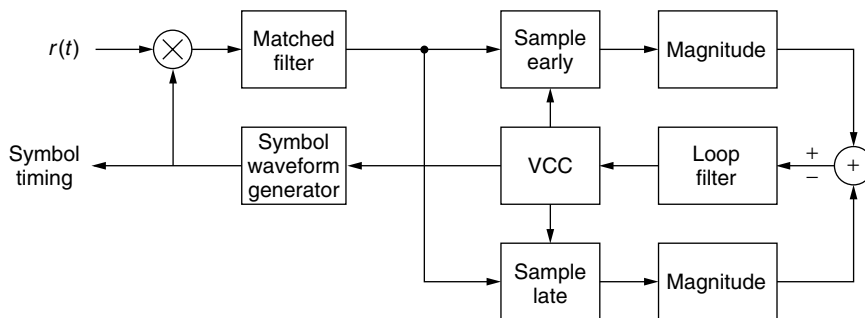 r(t)
Matched
filter
Sample
early
Magnitude
Symbol
timing
Symbol
waveform
generator
VCC
Loop
filter
+
−
+
Sample
late
Magnitude